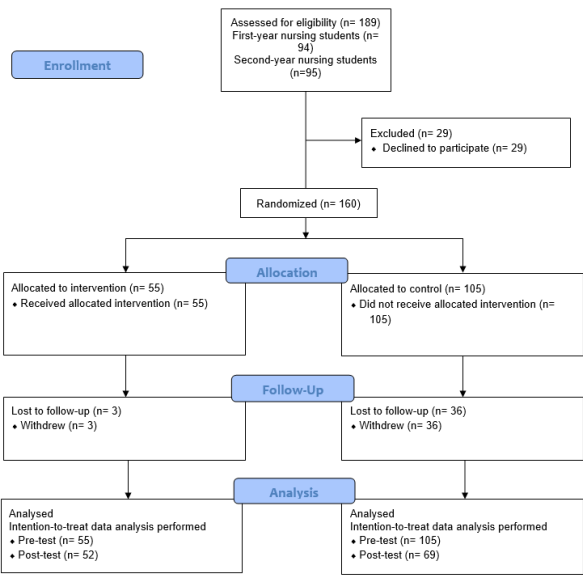 Assessed for eligibility (n= 189)
First-year nursing students (n=
94)
Second-year nursing students
(n=95)
Enrollment
Excluded (n= 29)
⬥ Declined to participate (n= 29)
Randomized (n= 160)
Allocation
Allocated to intervention (n= 55)
⬥ Received allocated intervention (n= 55)
Allocated to control (n= 105)
⬥ Did not receive allocated intervention (n=
105)
Follow-Up
Lost to follow-up (n= 3)
⬥ Withdrew (n= 3)
Lost to follow-up (n= 36)
⬥ Withdrew (n= 36)
Analysis
Analysed
Intention-to-treat data analysis performed
⬥ Pre-test (n= 55)
⬥ Post-test (n= 52)
Analysed
Intention-to-treat data analysis performed
⬥ Pre-test (n= 105)
⬥ Post-test (n= 69)